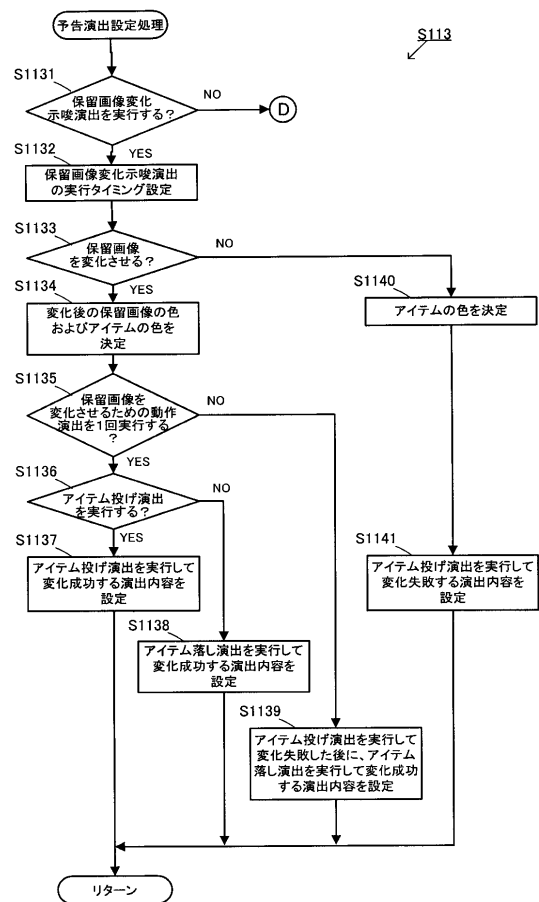 予告演出設定処理
S113
S1131
保留画像変化
示唆演出を実行する?
NO
D
YES
S1132
保留画像変化示唆演出
の実行タイミング設定
S1133
保留画像
を変化させる?
NO
YES
S1134
変化後の保留画像の色
およびアイテムの色を
決定
S1140
アイテムの色を決定
S1135
保留画像を
変化させるための動作
演出を1回実行する
?
NO
YES
S1136
アイテム投げ演出
を実行する?
NO
YES
S1137
アイテム投げ演出を実行して
変化成功する演出内容を
設定
S1141
アイテム投げ演出を実行して
変化失敗する演出内容を
設定
S1138
アイテム落し演出を実行して
変化成功する演出内容を
設定
S1139
アイテム投げ演出を実行して
変化失敗した後に、アイテム
落し演出を実行して変化成功
する演出内容を設定
リターン